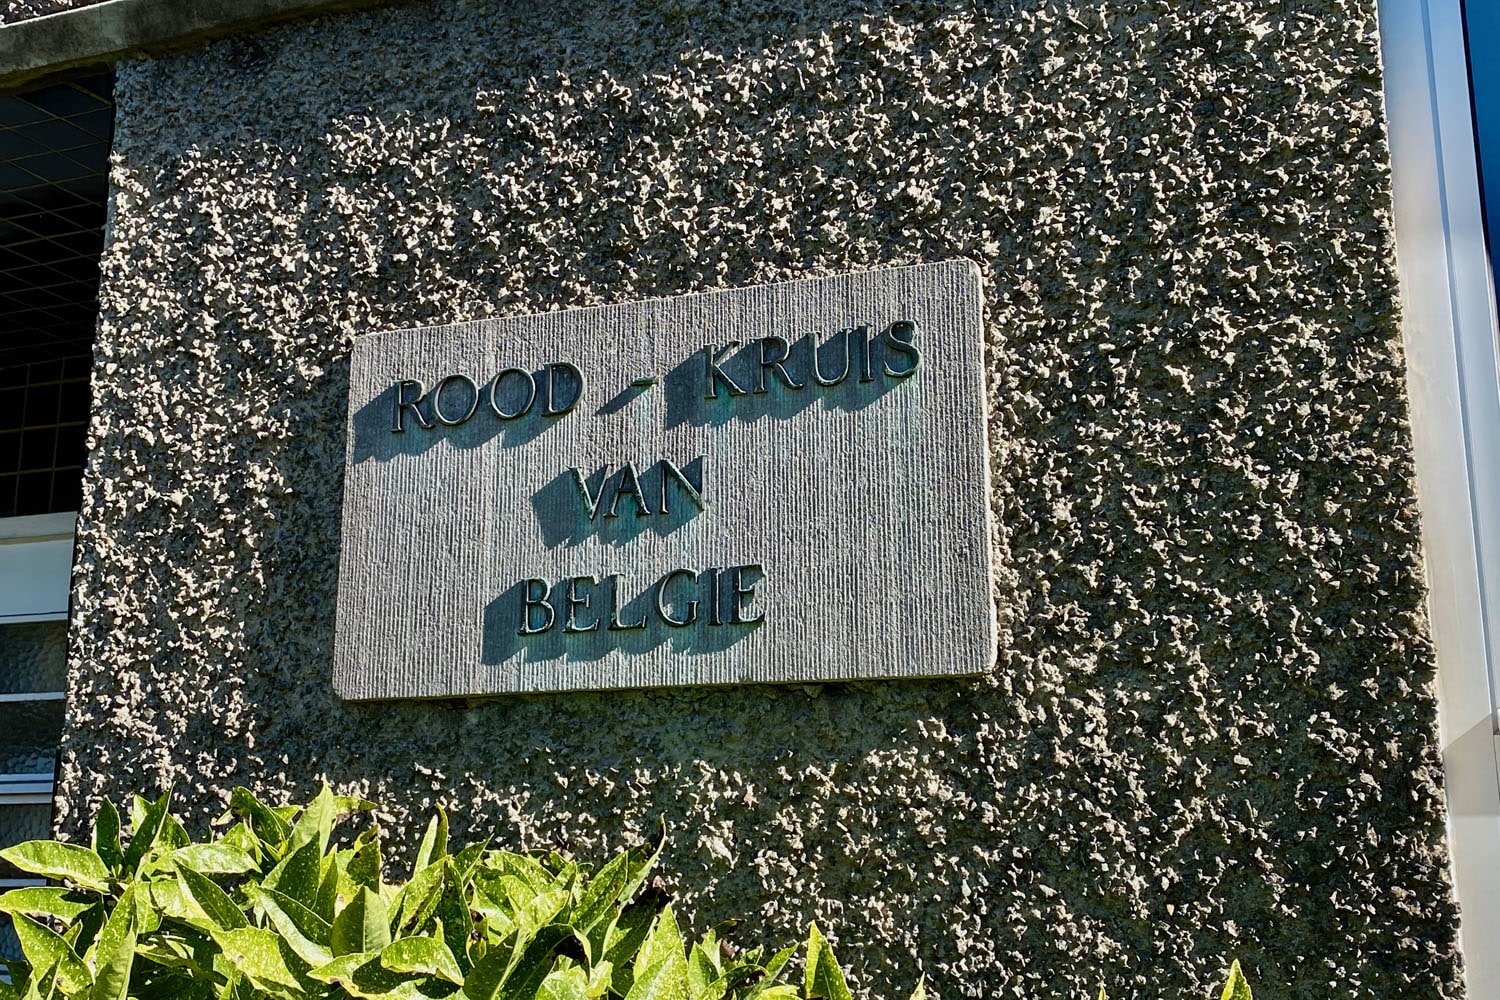 ROOD - KRUIS
VAN
BELGIE